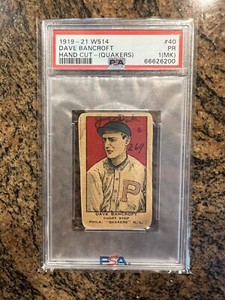 1919-21 W514 #40
DAVE BANCROFT PR
HAND CUT-(QUAKERS) 1(MK)
PSA 66626200
P
DAVE BANCROFT
SHORT STOP
PHILA. "QUAKERS" N.L.
PSA